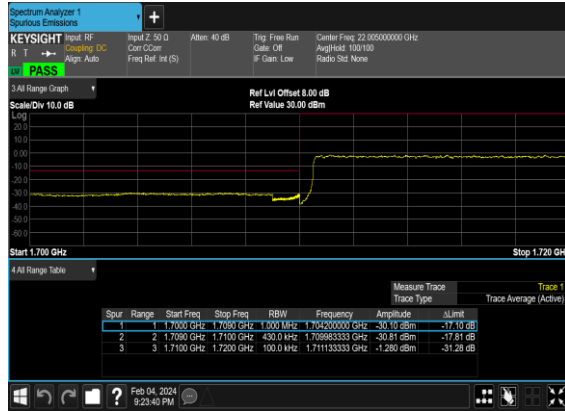 Spectrum Analyzer 1
Spurious Emissions
+
KEYSIGHT Input: RF Input Z: 50 Ω Atten: 40 dB Trig: Free Run Center Freq: 22.005000000 GHz
R T Coupling: DC Corr CCorr Gate: Off Avg|Hold: 100/100
Align: Auto Freq Ref: Int (S) IF Gain: Low Radio Std: None
PASS
3 All Range Graph
Ref Lvl Offset 8.00 dB
Scale/Div 10.0 dB Ref Value 30.00 dBm
Log
20.0
10.0
0.00
-10.0
-20.0
-30.0
-40.0
-50.0
-60.0
Start 1.700 GHz Stop 1.720 GH
4 All Range Table
Measure Trace Trace 1
Trace Type Trace Average (Active)
Spur Range Start Freq Stop Freq RBW Frequency Amplitude ΔLimit
1 1 1.7000 GHz 1.7090 GHz 1.000 MHz 1.704200000 GHz -30.10 dBm -17.10 dB
2 2 1.7090 GHz 1.7100 GHz 430.0 kHz 1.709983333 GHz -30.81 dBm -17.81 dB
3 3 1.7100 GHz 1.7200 GHz 100.0 kHz 1.711133333 GHz -1.280 dBm -31.28 dB
? Feb 04, 2024
9:23:40 PM